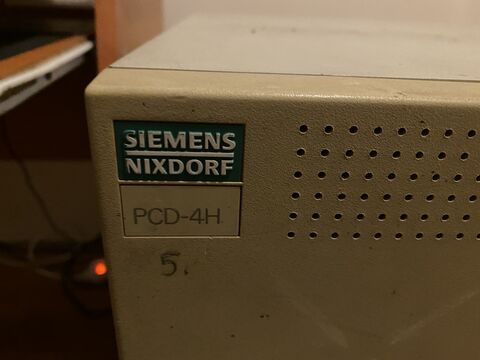 SIEMENS
NIXDORF
PCD-4H
5.